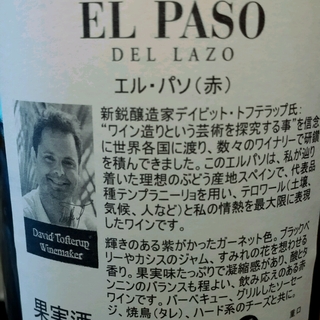 EL PASO
DEL LAZO
エル・パソ（赤）
新鋭醸造家デイビット・トフテラップ氏：
“ワイン造りという芸術を探究する事”を信念
に世界各国に渡り、数々のワイナリーで研鑽
を積んできました。このエルパソは、私が辿り
着いた理想のぶどう産地スペインで、代表品
種テンプラニーリョを用い、テロワール（土壌、
気候、人など）と私の情熱を最大限に表現
したワインです。
David Tofterup
Winemaker
輝きのある紫がかったガーネット色。ブラックベ
リーやカシスのジャム、すみれの花を想わせる
香り。果実味たっぷりで凝縮感があり、酸とタ
ンニンのバランスも程よい、飲み応えのある赤
ワインです。バーベキュー、グリルしたソーセー
ジ、焼鳥（タレ）、ハード系のチーズと共に。
果実酒
重口